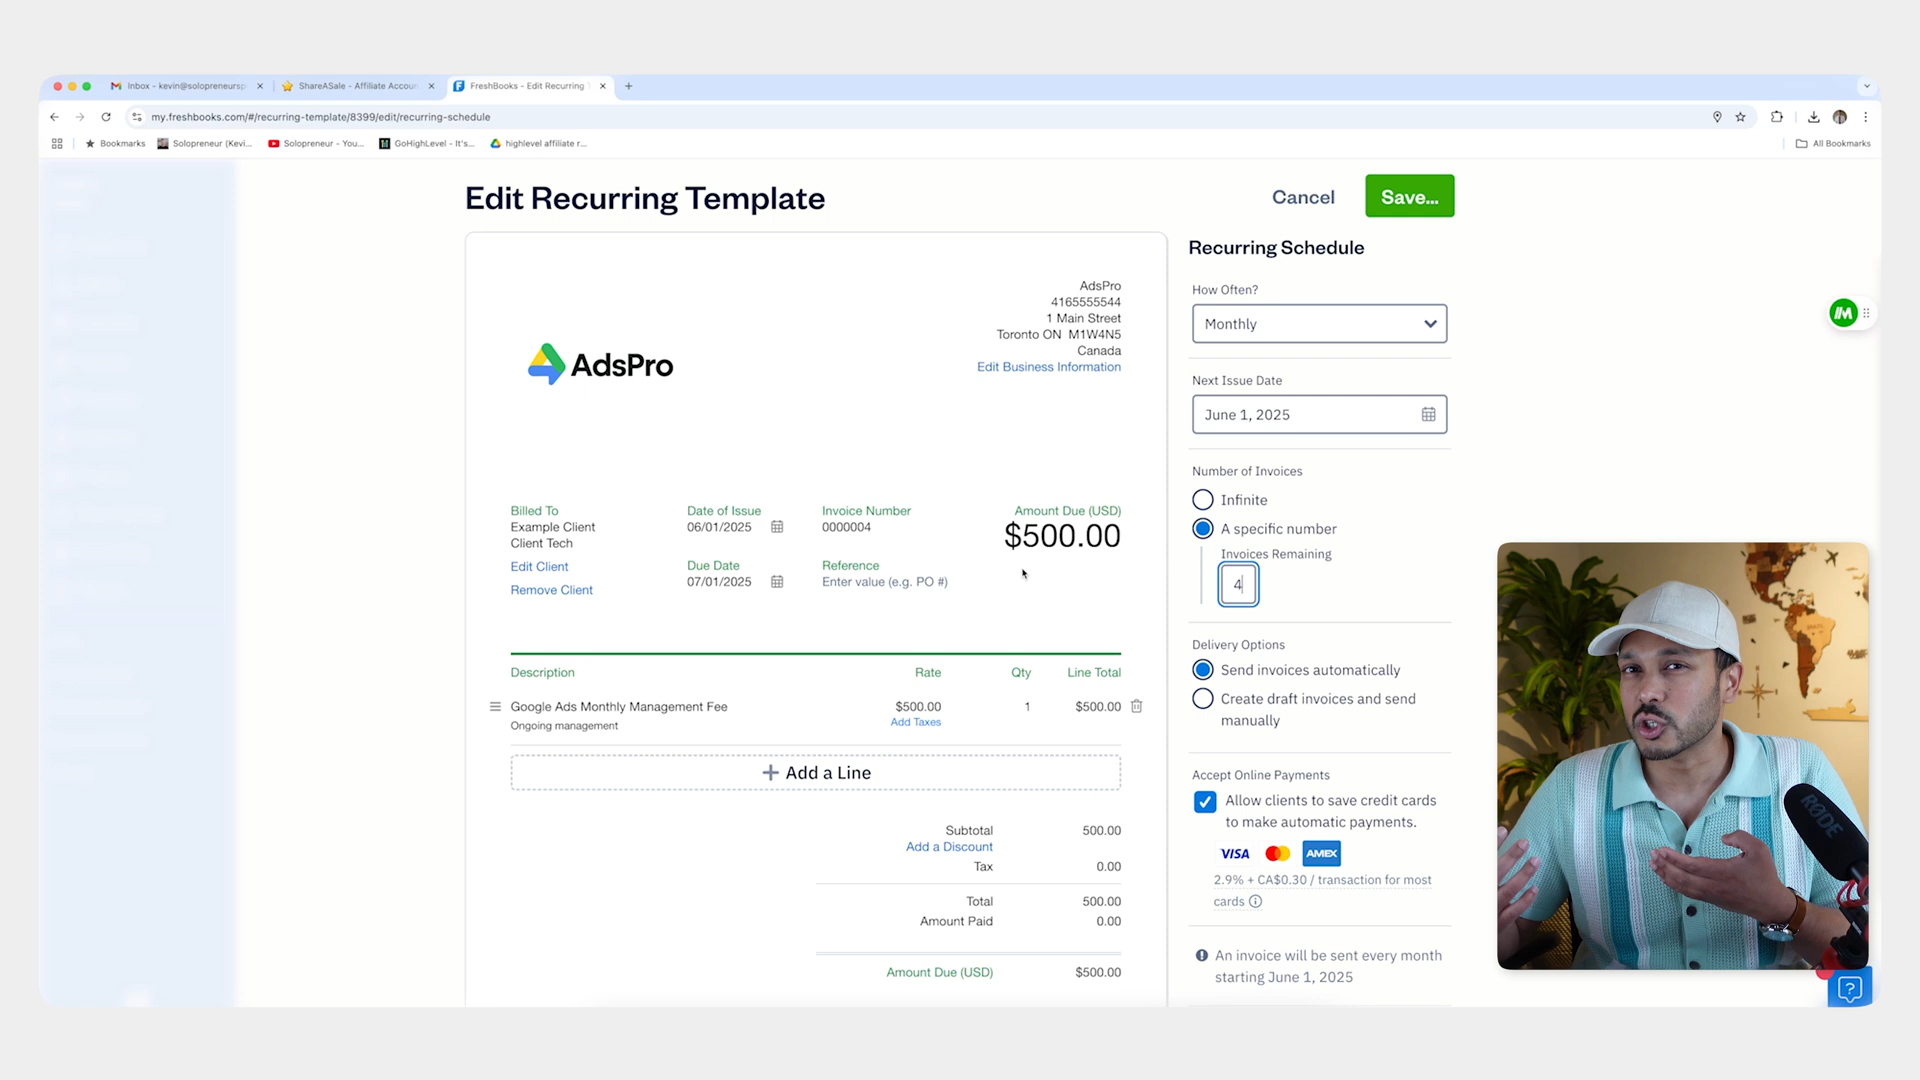 Inbox - kevin@solopreneursp
ShareASale - Affiliate Accoun
FreshBooks - Edit Recurring
my.freshbooks.com/#/recurring-template/8399/edit/recurring-schedule
Bookmarks
Solopreneur (Kevi...
Solopreneur - You...
GoHighLevel - It's...
highlevel affiliate r...
All Bookmarks
Edit Recurring Template
Cancel
Save...
AdsPro
4165555544
1 Main Street
Toronto ON M1W4N5
Canada
Edit Business Information
AdsPro
Billed To
Example Client
Client Tech
Edit Client
Remove Client
Date of Issue
06/01/2025
Due Date
07/01/2025
Invoice Number
0000004
Reference
Enter value (e.g. PO #)
Amount Due (USD)
$500.00
Description Rate Qty Line Total
Google Ads Monthly Management Fee $500.00 1 $500.00
Ongoing management Add Taxes
+ Add a Line
Subtotal 500.00
Add a Discount
Tax 0.00
Total 500.00
Amount Paid 0.00
Amount Due (USD) $500.00
Recurring Schedule
How Often?
Monthly
Next Issue Date
June 1, 2025
Number of Invoices
Infinite
A specific number
Invoices Remaining
4
Delivery Options
Send invoices automatically
Create draft invoices and send
manually
Accept Online Payments
Allow clients to save credit cards
to make automatic payments.
VISA
AMEX
2.9% + CA$0.30 / transaction for most
cards
An invoice will be sent every month
starting June 1, 2025
RØDE